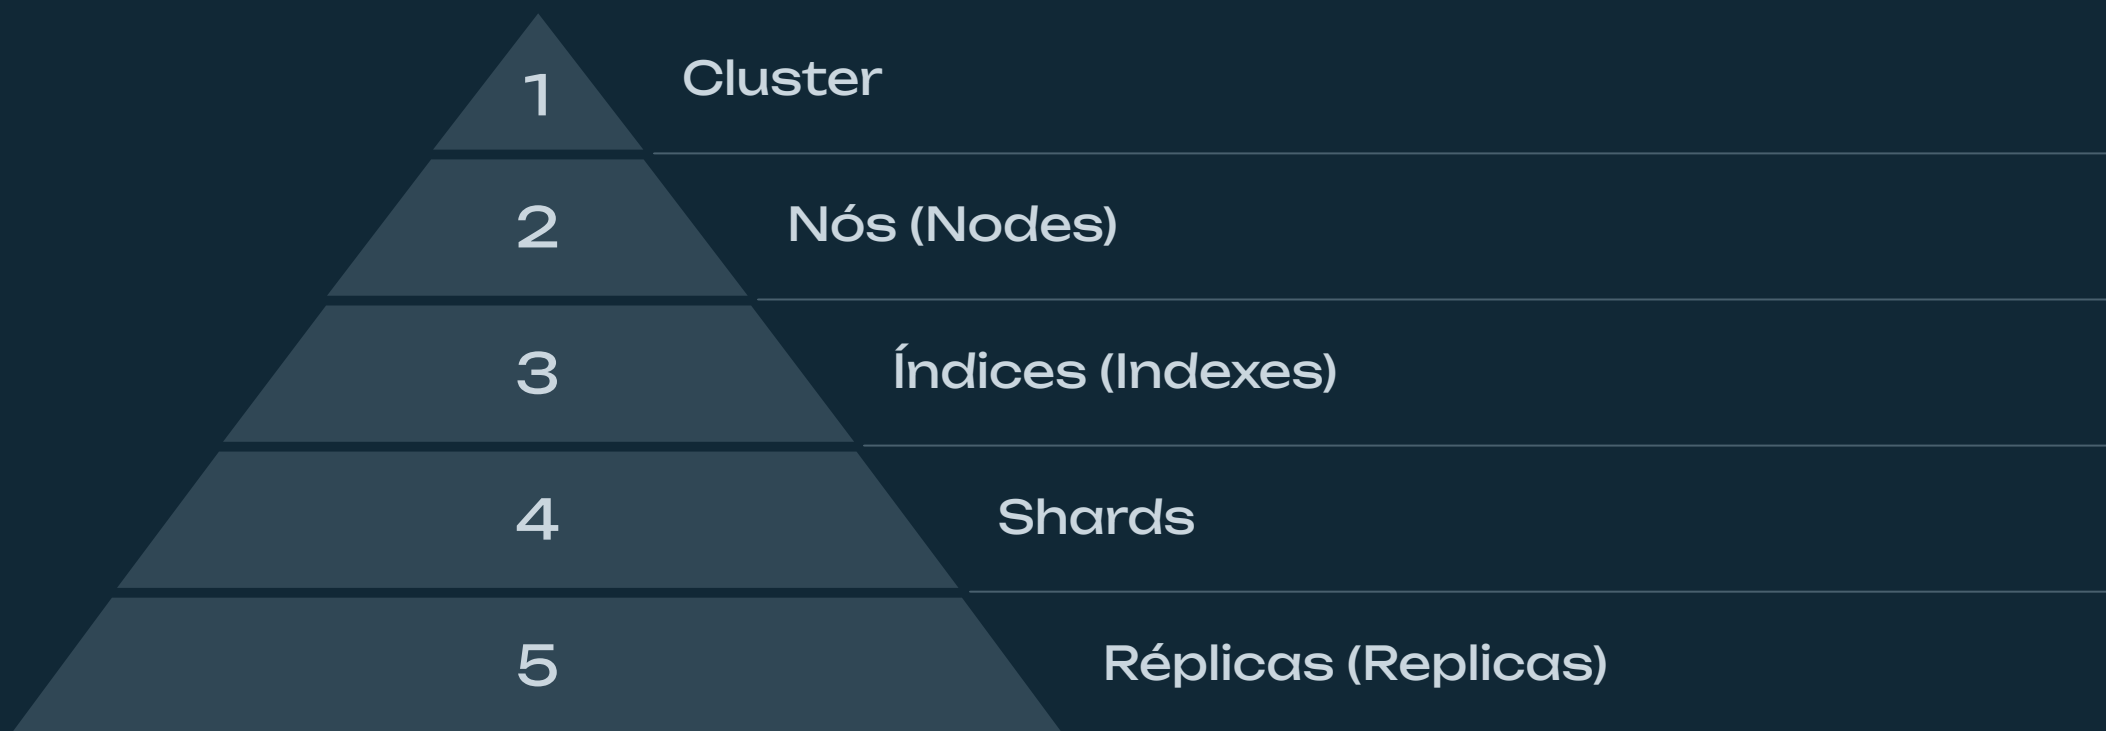 1
Cluster
2
Nós (Nodes)
3
Índices (Indexes)
4
Shards
5
Réplicas (Replicas)